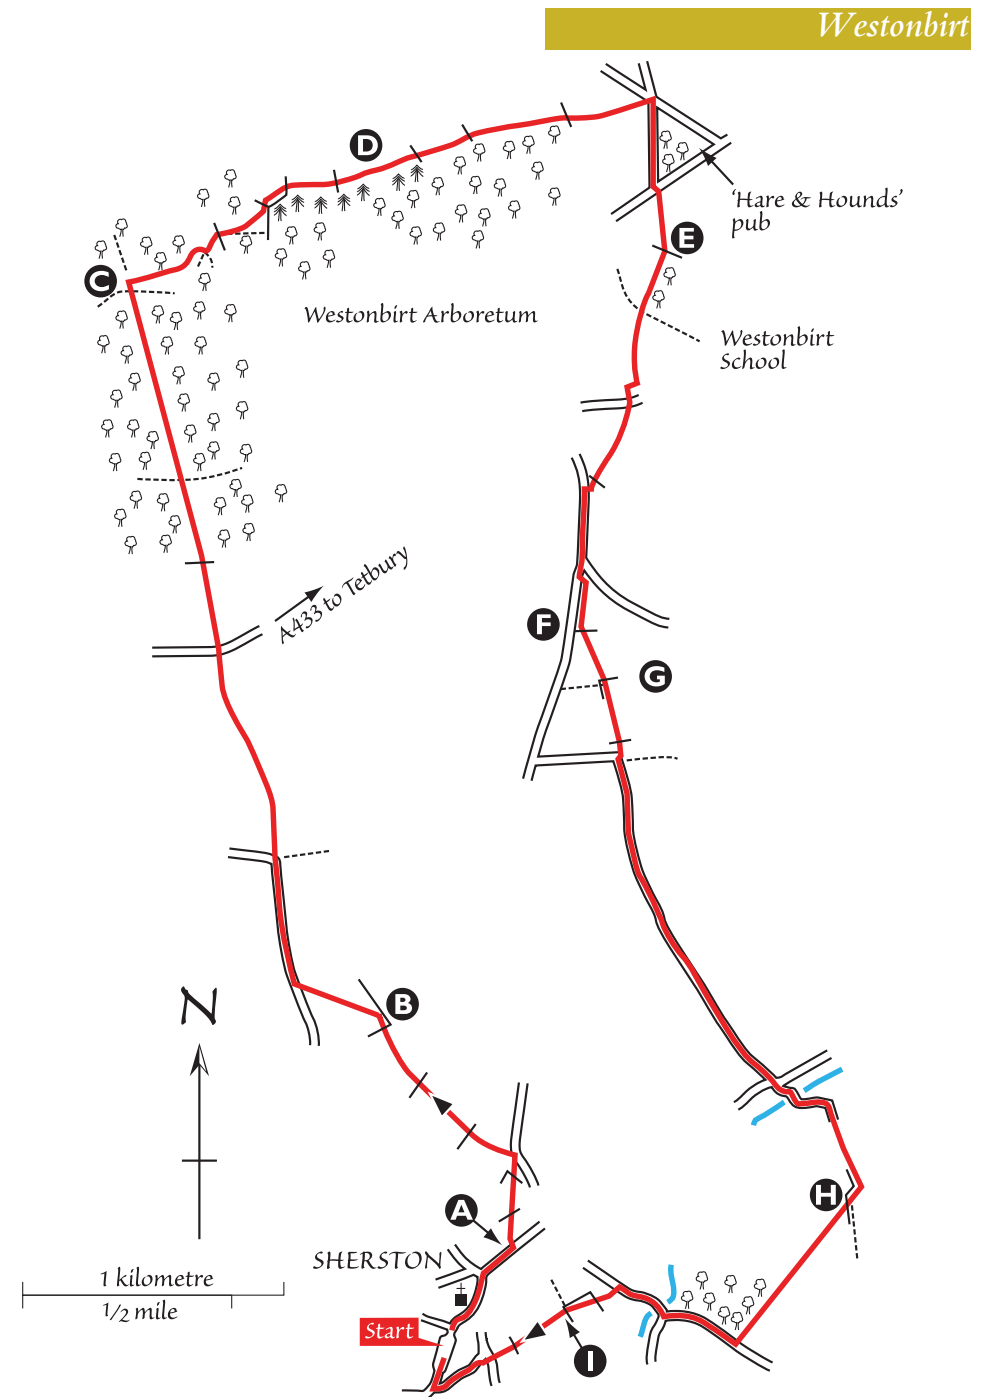 Westonbirt
D
'Hare & Hounds'
pub
E
C
Westonbirt Arboretum
Westonbirt
School
A433 to Tetbury
F
G
N
B
A
H
SHERSTON
1 kilometre
1/2 mile
Start
I